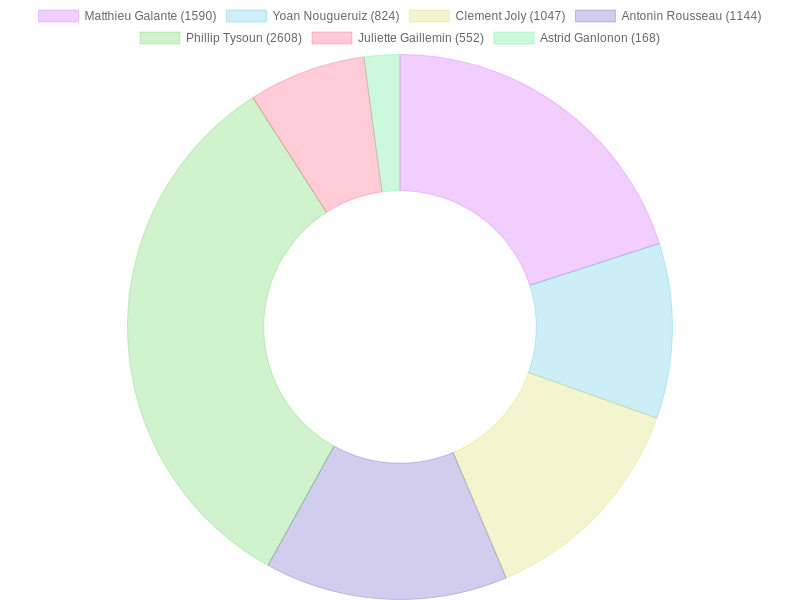 Matthieu Galante (1590) Yoan Nougueruiz (824) Clement Joly (1047) Antonin Rousseau (1144)
Phillip Tysoun (2608) Juliette Gaillemin (552) Astrid Ganlonon (168)